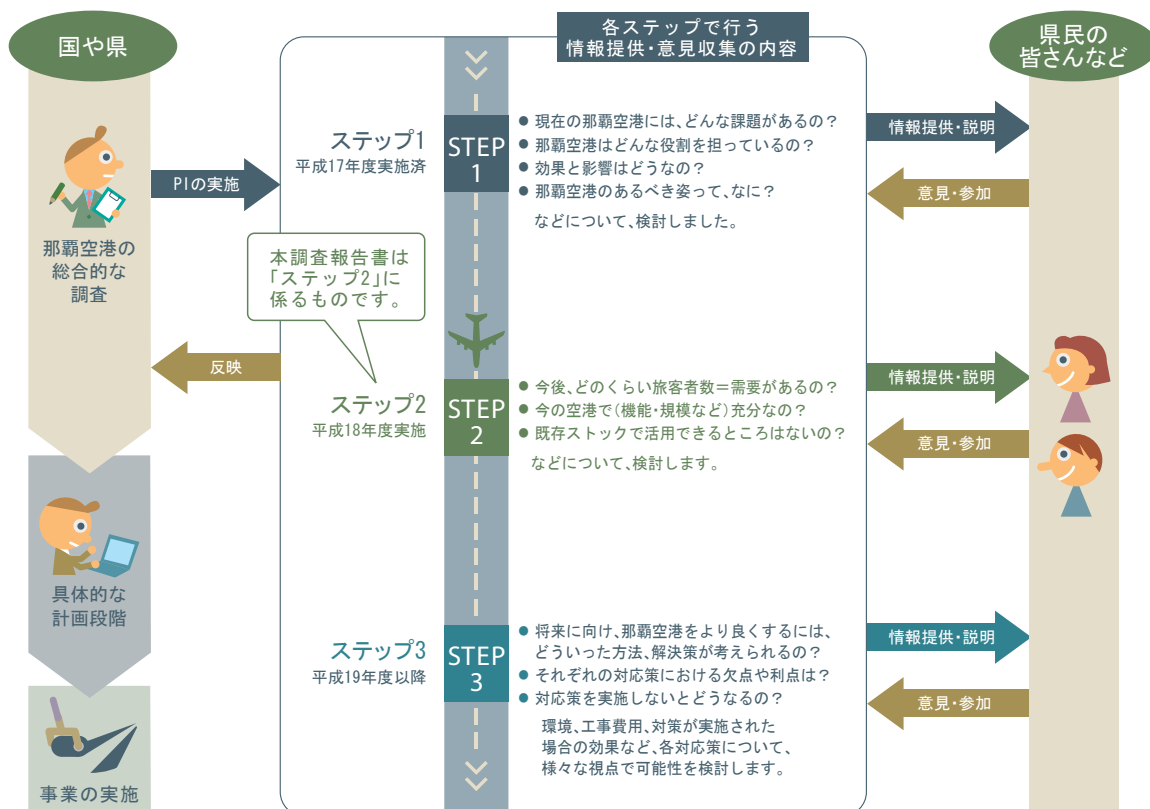 国や県
各ステップで行う
情報提供・意見収集の内容
県民の
皆さんなど
那覇空港の
総合的な
調査
PIの実施
反映
具体的な
計画段階
事業の実施
ステップ1
平成17年度実施済
STEP
1
● 現在の那覇空港には、どんな課題があるの?
● 那覇空港はどんな役割を担っているの?
● 効果と影響はどうなの?
● 那覇空港のあるべき姿って、なに?
などについて、検討しました。
情報提供・説明
意見・参加
本調査報告書は
「ステップ2」に
係るものです。
ステップ2
平成18年度実施
STEP
2
● 今後、どのくらい旅客者数=需要があるの?
● 今の空港で(機能・規模など)充分なの?
● 既存ストックで活用できるところはないの?
などについて、検討します。
情報提供・説明
意見・参加
ステップ3
平成19年度以降
STEP
3
● 将来に向け、那覇空港をより良くするには、
どういった方法、解決策が考えられるの?
● それぞれの対応策における欠点や利点は?
● 対応策を実施しないとどうなるの?
環境、工事費用、対策が実施された
場合の効果など、各対応策について、
様々な視点で可能性を検討します。
情報提供・説明
意見・参加